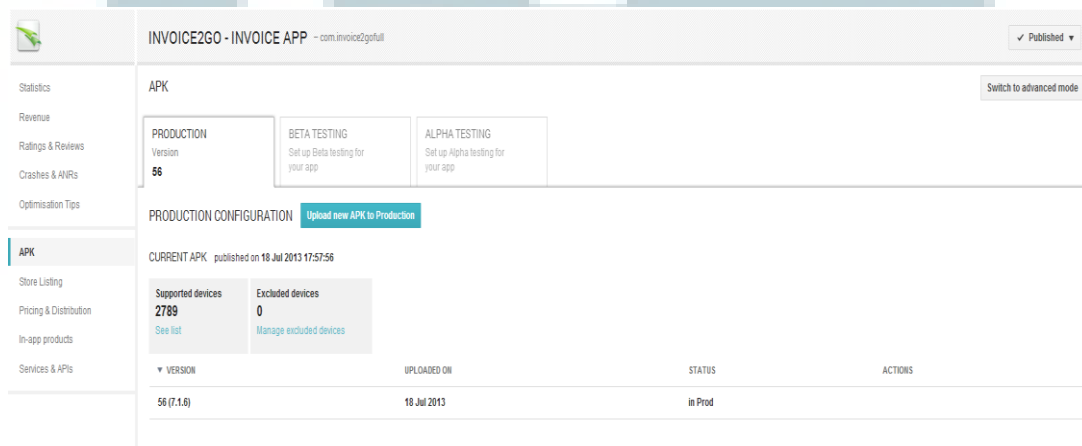 INVOICE2GO - INVOICE APP - com.invoice2gofull
✓ Published ▼
Statistics
Revenue
Ratings & Reviews
Crashes & ANRs
Optimisation Tips
APK
Store Listing
Pricing & Distribution
In-app products
Services & APIs
APK
Switch to advanced mode
PRODUCTION
Version
56
BETA TESTING
Set up Beta testing for
your app
ALPHA TESTING
Set up Alpha testing for
your app
PRODUCTION CONFIGURATION Upload new APK to Production
CURRENT APK published on 18 Jul 2013 17:57:56
Supported devices
2789
See list
Excluded devices
0
Manage excluded devices
▼ VERSION UPLOADED ON STATUS ACTIONS
56 (7.1.6) 18 Jul 2013 in Prod